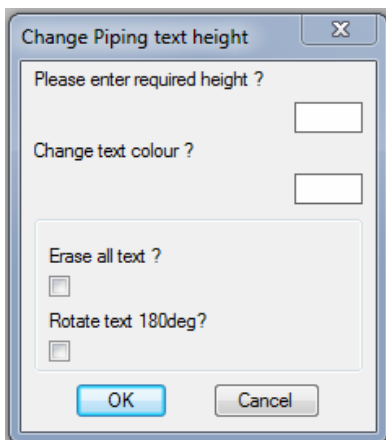 Change Piping text height
Please enter required height ?
Change text colour ?
Erase all text ?
Rotate text 180deg?
OK Cancel